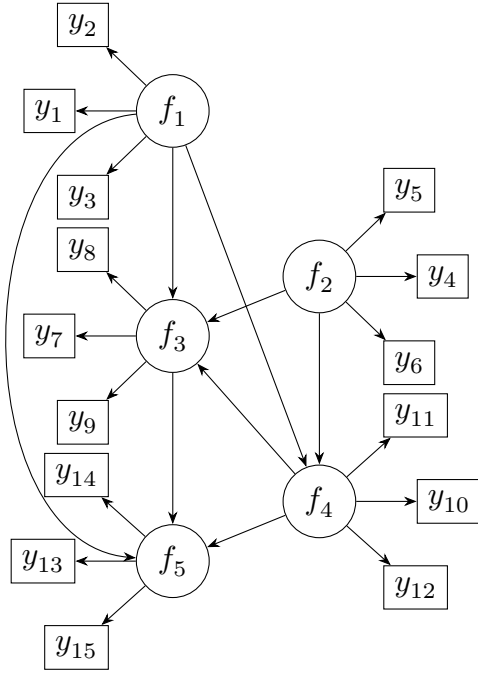 y₂
y₁
f₁
y₃
y₅
y₈
f₂
y₄
y₇
f₃
y₆
y₉
y₁₁
y₁₄
f₄
y₁₀
y₁₃
f₅
y₁₂
y₁₅